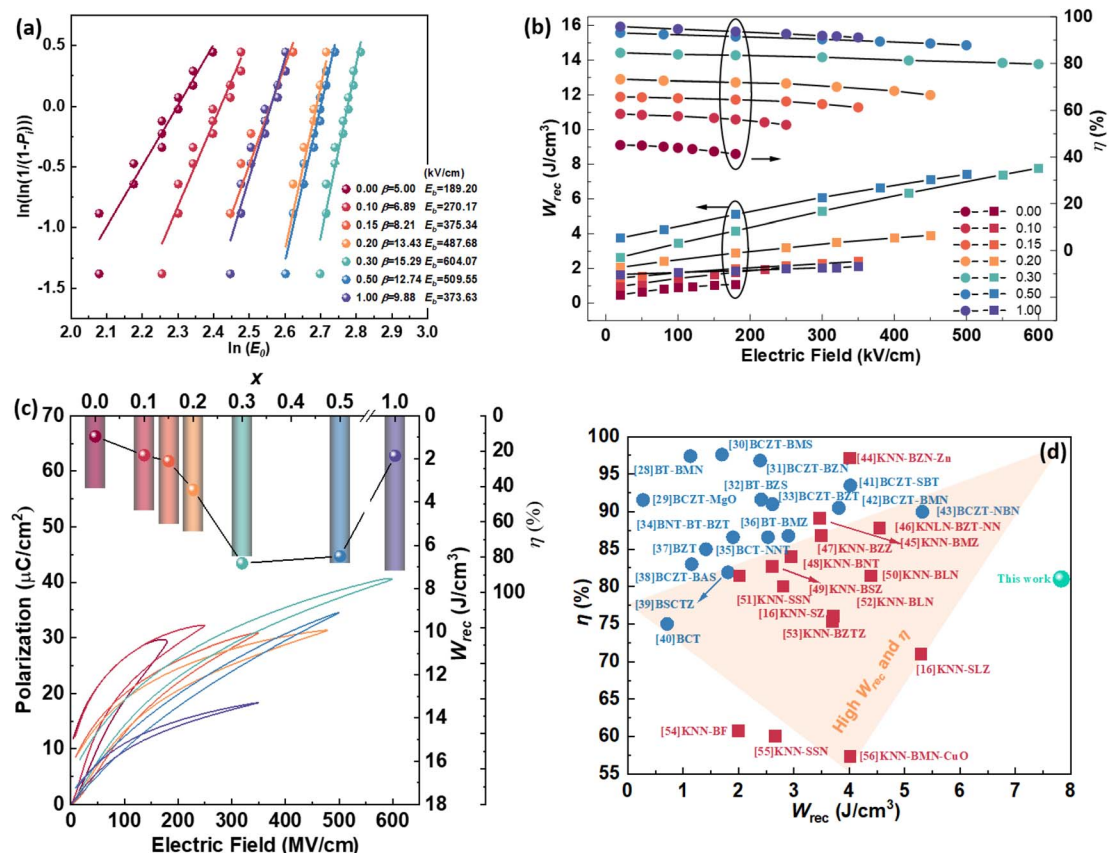 (a)
0.5
0.0
-0.5
-1.0
-1.5
ln(ln(1/(1-Pi)))
2.0 2.1 2.2 2.3 2.4 2.5 2.6 2.7 2.8 2.9 3.0
ln (E0)
(kV/cm)
0.00 β=5.00 Eb=189.20
0.10 β=6.89 Eb=270.17
0.15 β=8.21 Eb=375.34
0.20 β=13.43 Eb=487.68
0.30 β=15.29 Eb=604.07
0.50 β=12.74 Eb=509.55
1.00 β=9.88 Eb=373.63
(b)
16
14
12
10
8
6
4
2
0
Wrec (J/cm3)
100
80
60
40
20
0
η (%)
0 100 200 300 400 500 600
Electric Field (kV/cm)
0.00
0.10
0.15
0.20
0.30
0.50
1.00
x
(c)
0.0 0.1 0.2 0.3 0.4 0.5 1.0
70
60
50
40
30
20
10
0
Polarization (μC/cm2)
0
2
4
6
8
10
12
14
16
18
Wrec (J/cm3)
0
20
40
60
80
100
η (%)
0 100 200 300 400 500 600
Electric Field (MV/cm)
(d)
100
95
90
85
80
75
70
65
60
55
η (%)
0 1 2 3 4 5 6 7 8
Wrec (J/cm3)
[30]BCZT-BMS
[44]KNN-BZN-Zn
[28]BT-BMN
[31]BCZT-BZN
[32]BT-BZS
[41]BCZT-SBT
[29]BCZT-MgO
[33]BCZT-BZT
[42]BCZT-BMN
[43]BCZT-NBN
[34]BNT-BT-BZT
[36]BT-BMZ
[46]KNLN-BZT-NN
[45]KNN-BMZ
[37]BZT
[35]BCT-NNT
[47]KNN-BZZ
[48]KNN-BNT
[38]BCZT-BAS
[49]KNN-BSZ
[50]KNN-BLN
This work
[39]BSCTZ
[51]KNN-SSN
[52]KNN-BLN
[16]KNN-SZ
[40]BCT
[53]KNN-BZTZ
[16]KNN-SLZ
High Wrec and η
[54]KNN-BF
[55]KNN-SSN
[56]KNN-BMN-CuO